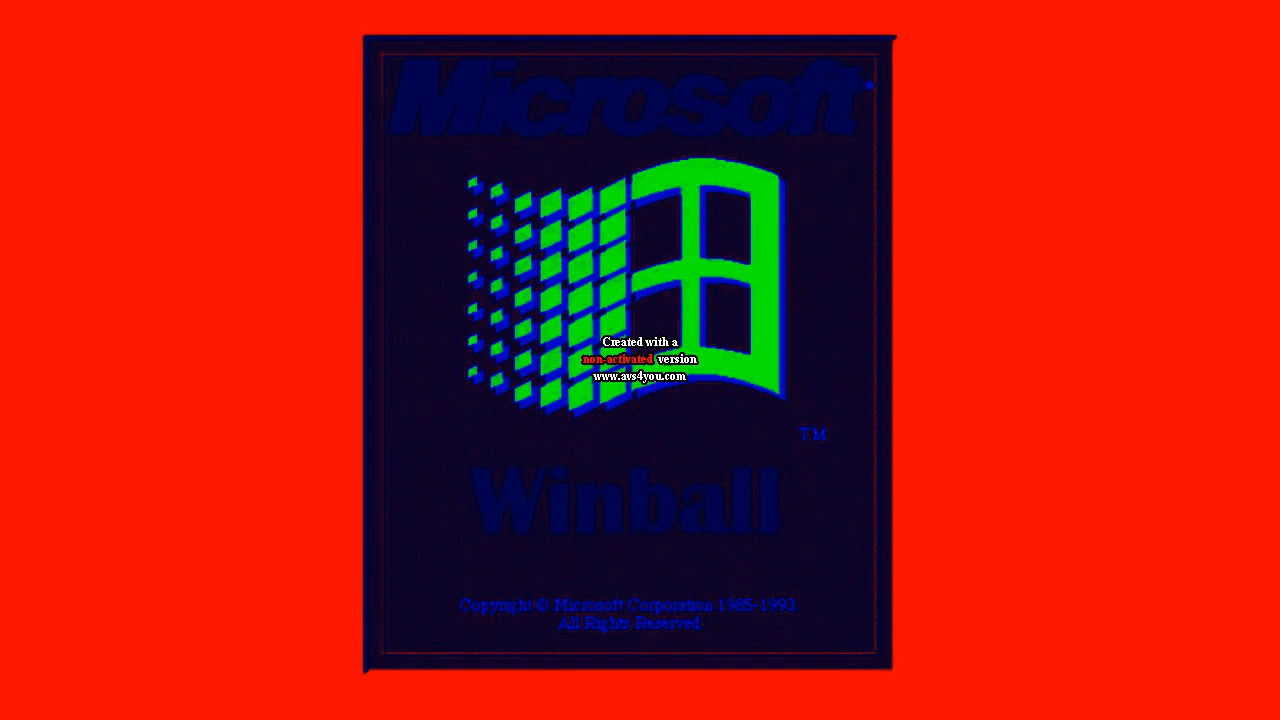 Microsoft
Created with a
non-activated version
www.avs4you.com
TM
Winball
Copyright © Microsoft Corporation 1985-1993
All Rights Reserved